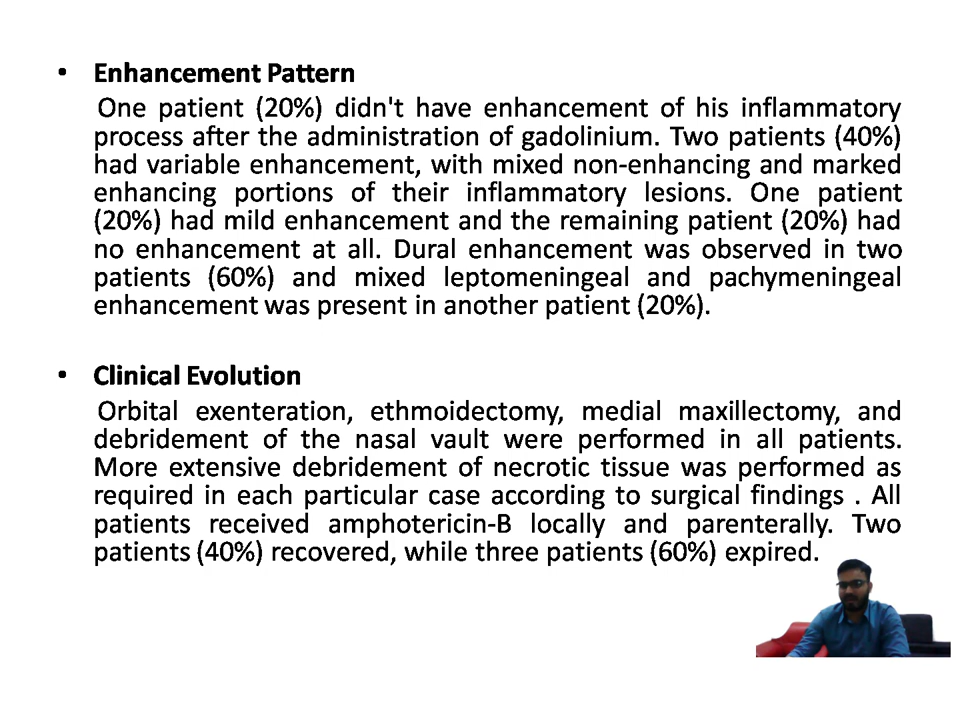 • Enhancement Pattern
One patient (20%) didn't have enhancement of his inflammatory
process after the administration of gadolinium. Two patients (40%)
had variable enhancement, with mixed non-enhancing and marked
enhancing portions of their inflammatory lesions. One patient
(20%) had mild enhancement and the remaining patient (20%) had
no enhancement at all. Dural enhancement was observed in two
patients (60%) and mixed leptomeningeal and pachymeningeal
enhancement was present in another patient (20%).
• Clinical Evolution
Orbital exenteration, ethmoidectomy, medial maxillectomy, and
debridement of the nasal vault were performed in all patients.
More extensive debridement of necrotic tissue was performed as
required in each particular case according to surgical findings . All
patients received amphotericin-B locally and parenterally. Two
patients (40%) recovered, while three patients (60%) expired.